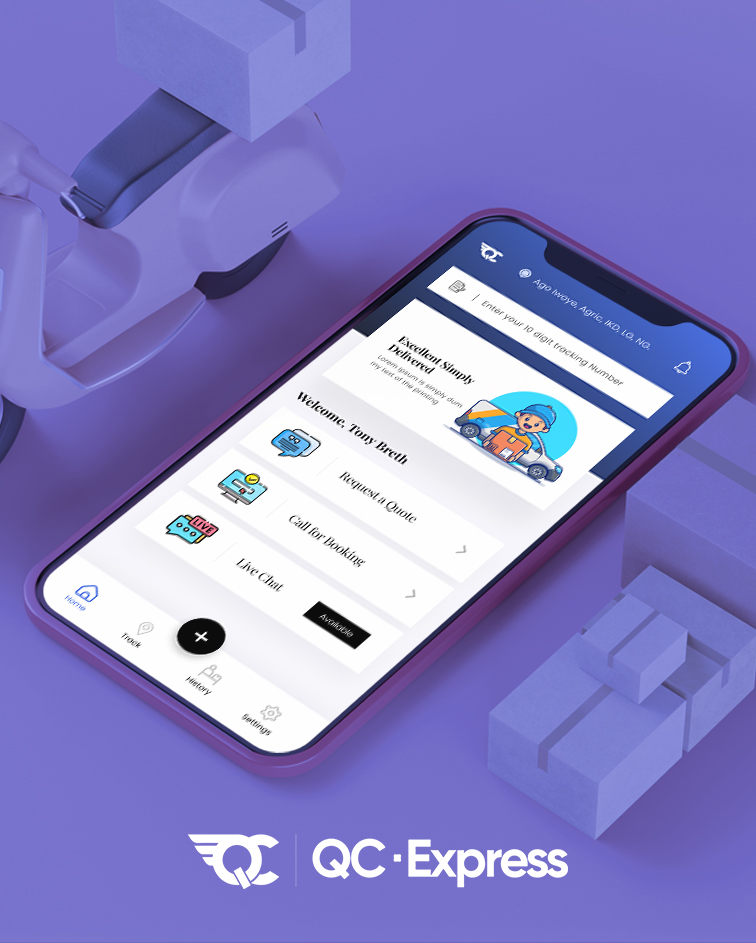 QC
Ago Iwoye, Agric, IKD, LG, NG.
Enter your 10 digit tracking Number
Excellent Simply
Delivered
Lorem Ipsum is simply dum
my text of the printing
Welcome, Tony Breth
Request a Quote
Call for Booking
LIVE
Live Chat
Available
Home
Track
+
History
Settings
QC
QC · Express